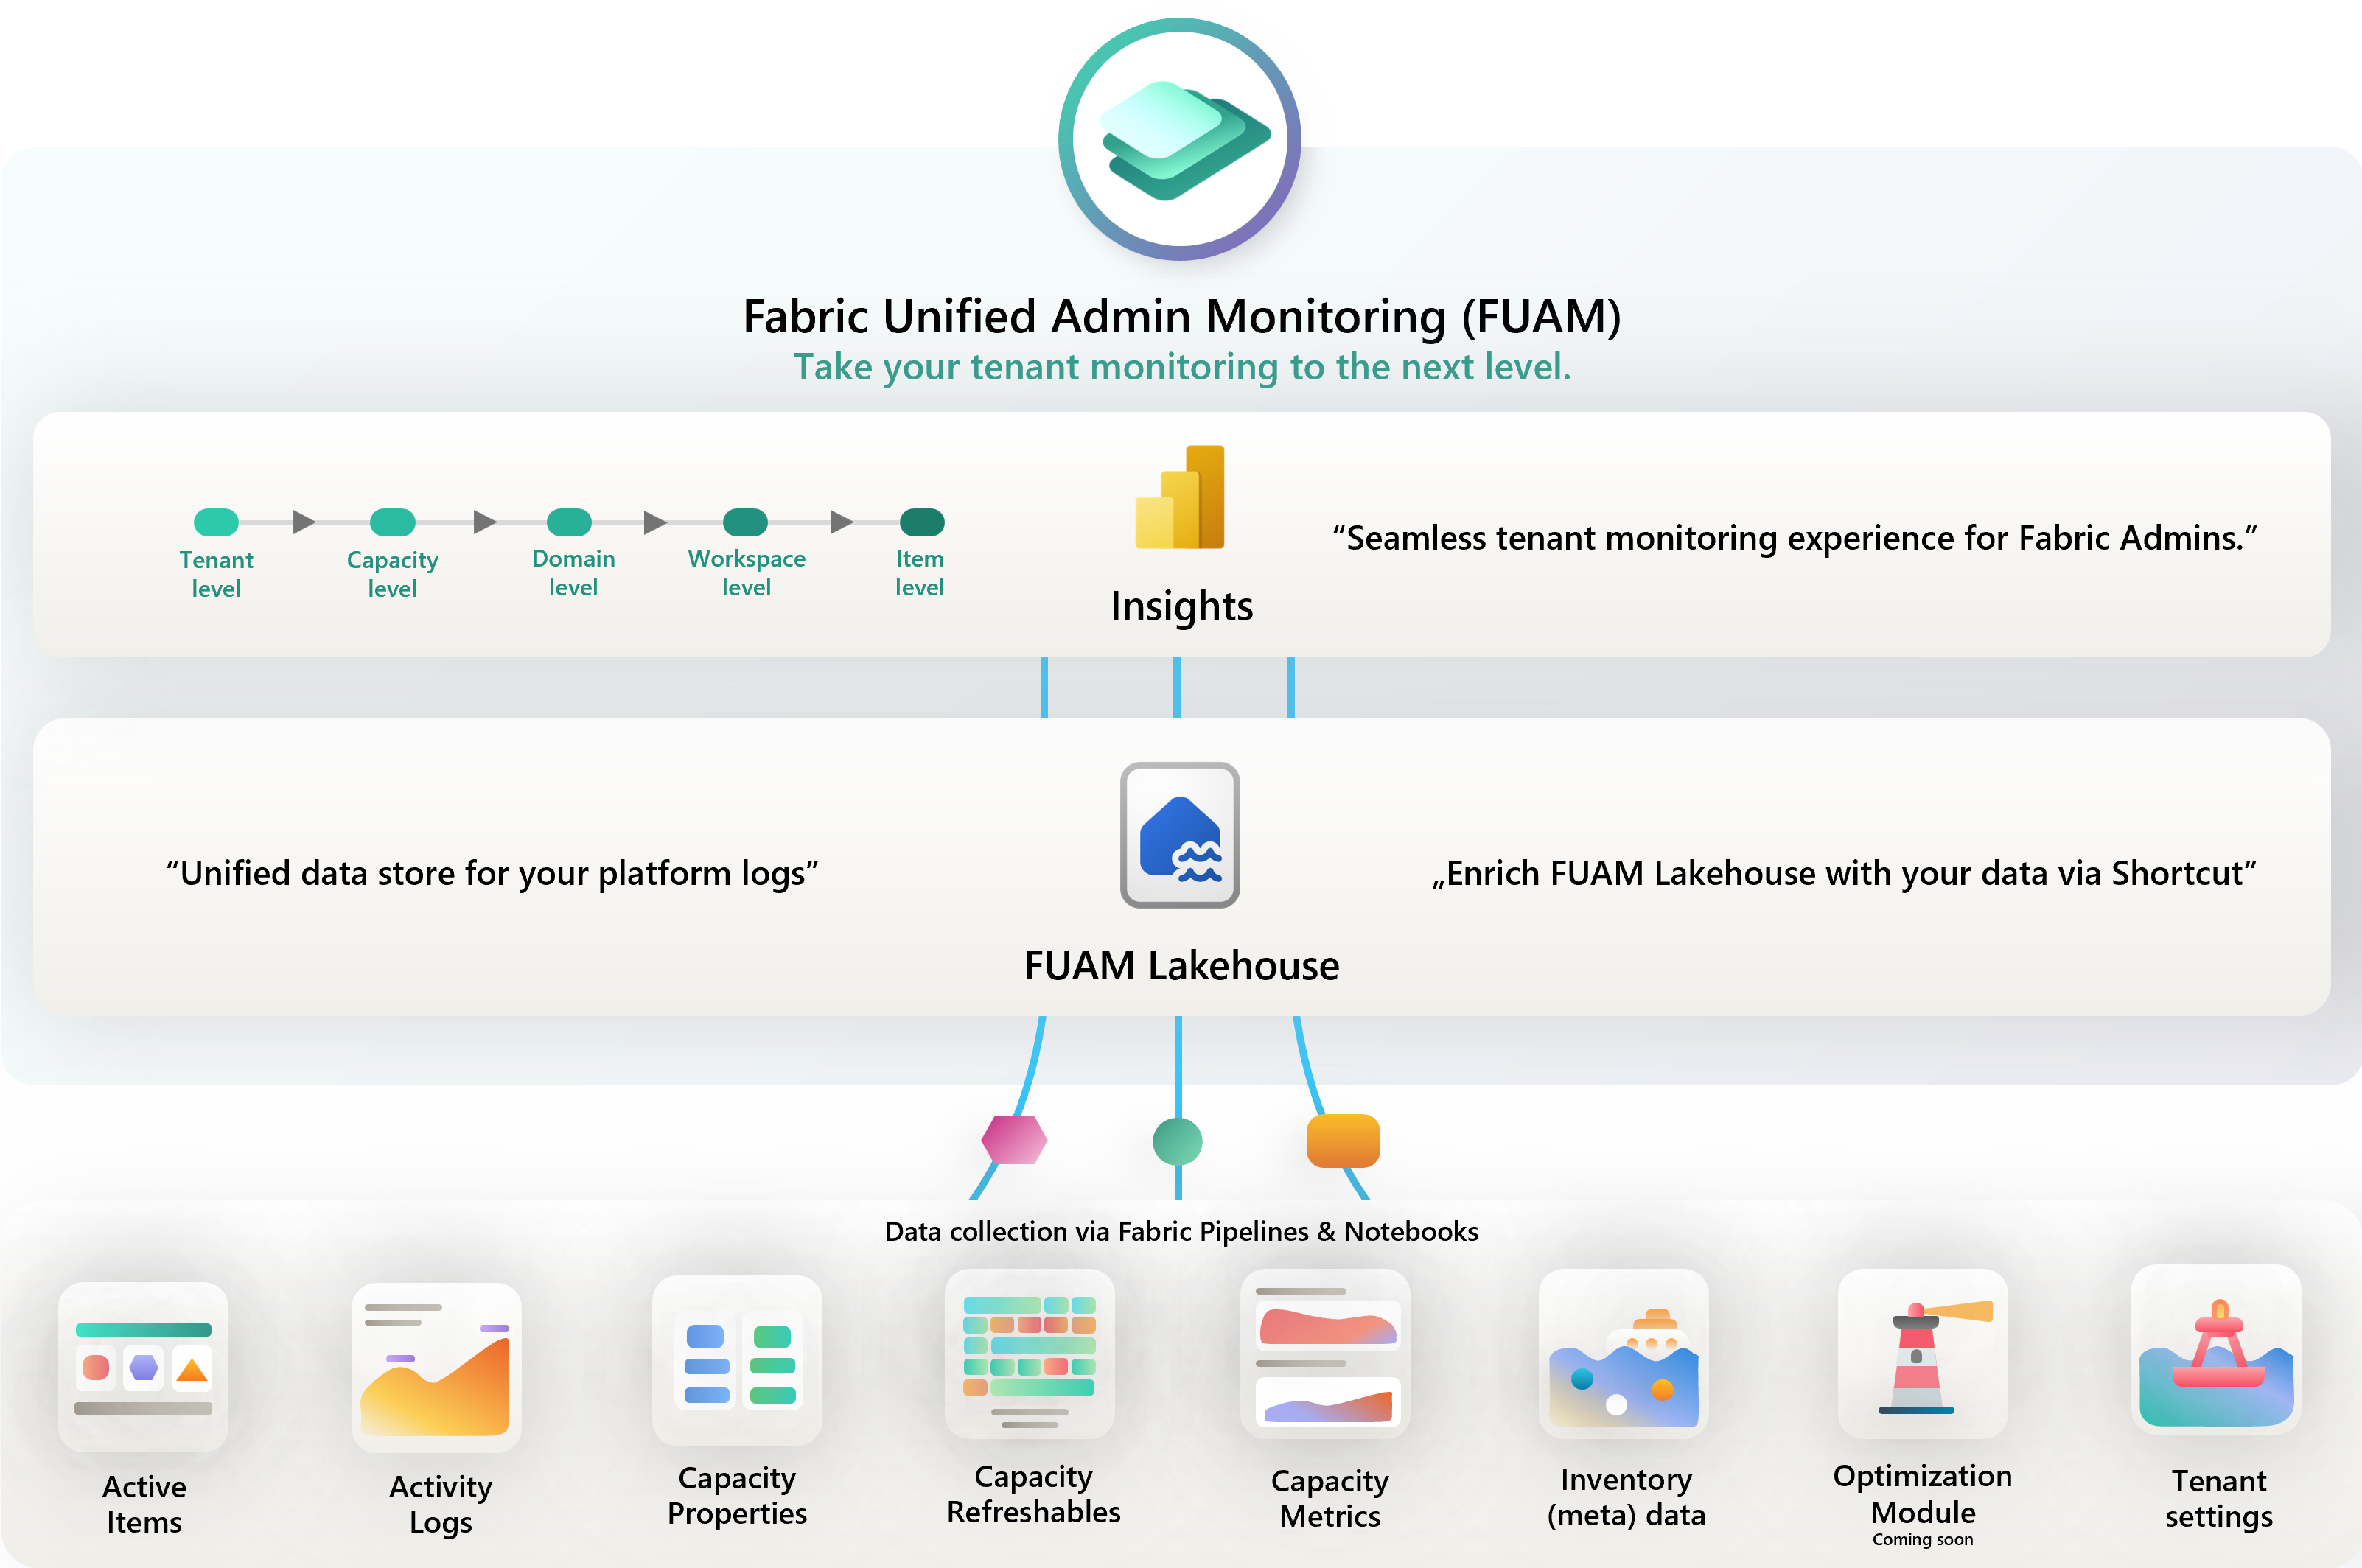 Fabric Unified Admin Monitoring (FUAM)
Take your tenant monitoring to the next level.
Tenant
level
Capacity
level
Domain
level
Workspace
level
Item
level
Insights
“Seamless tenant monitoring experience for Fabric Admins.”
“Unified data store for your platform logs”
FUAM Lakehouse
„Enrich FUAM Lakehouse with your data via Shortcut”
Data collection via Fabric Pipelines & Notebooks
Active
Items
Activity
Logs
Capacity
Properties
Capacity
Refreshables
Capacity
Metrics
Inventory
(meta) data
Optimization
Module
Coming soon
Tenant
settings